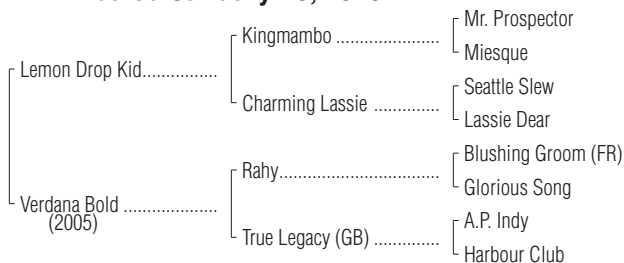 Kingmambo ..................
Mr. Prospector
Miesque
Lemon Drop Kid...............
Charming Lassie .............
Seattle Slew
Lassie Dear
Rahy................................
Blushing Groom (FR)
Glorious Song
Verdana Bold ...................
(2005)
True Legacy (GB) .............
A.P. Indy
Harbour Club